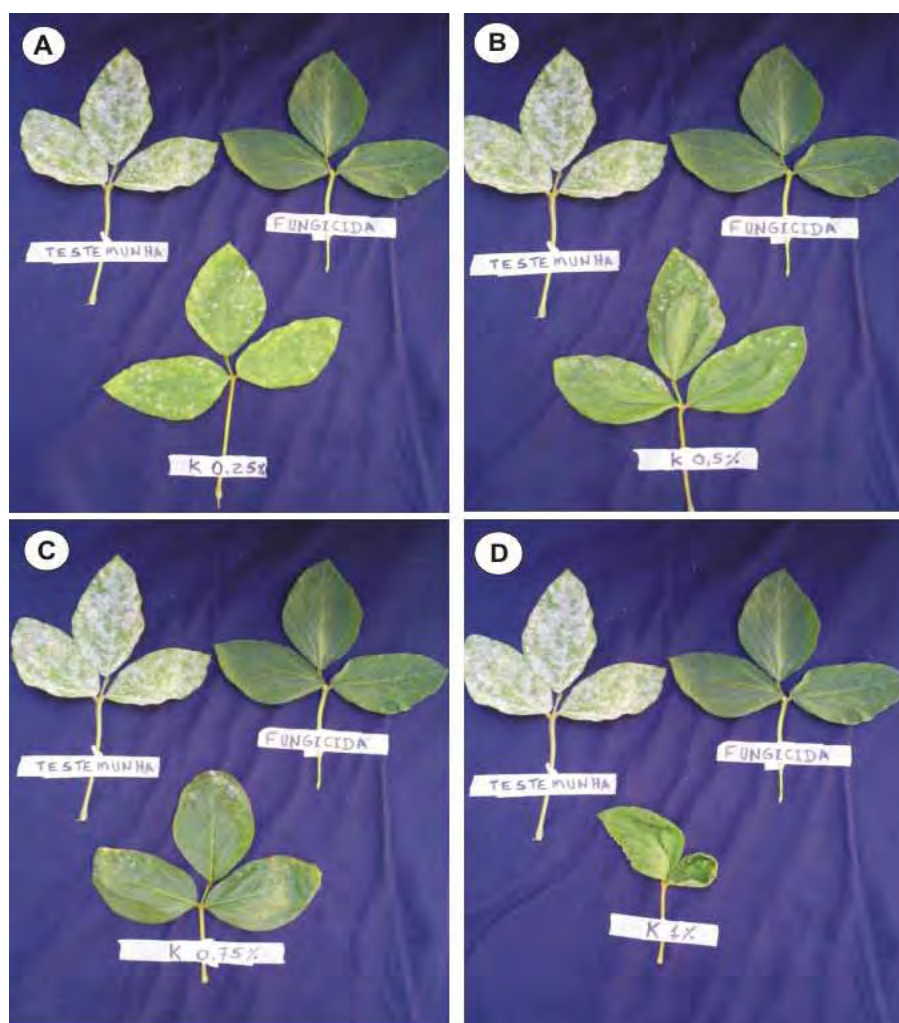 A
TESTEMUNHA
FUNGICIDA
K 0,25%
B
TESTEMUNHA
FUNGICIDA
K 0,5%
C
TESTEMUNHA
FUNGICIDA
K 0,75%
D
TESTEMUNHA
FUNGICIDA
K 1%